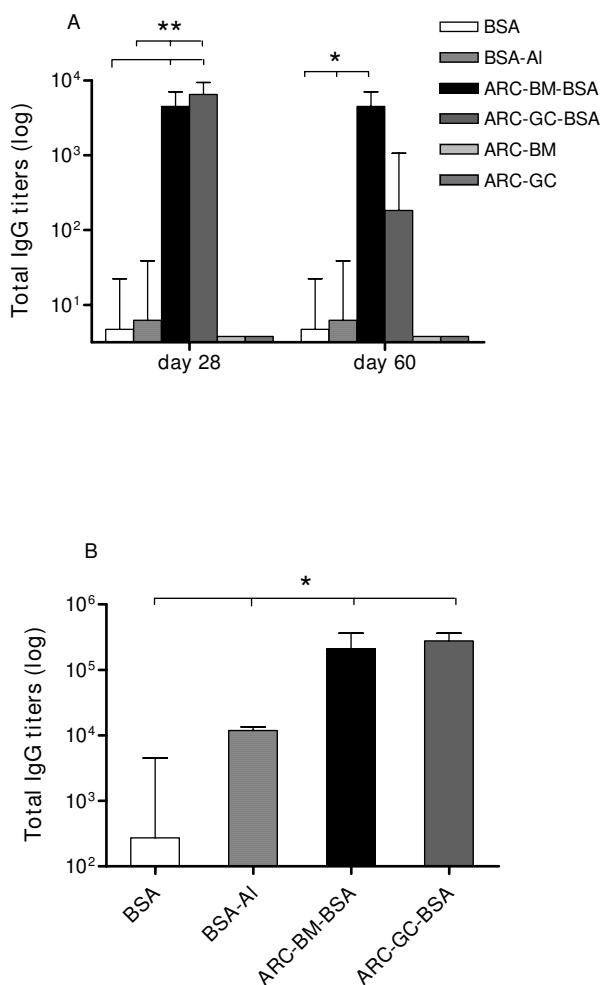 A
**
*
BSA
BSA-Al
ARC-BM-BSA
ARC-GC-BSA
ARC-BM
ARC-GC
Total IgG titers (log)
10⁴
10³
10²
10¹
day 28
day 60
B
*
Total IgG titers (log)
10⁶
10⁵
10⁴
10³
10²
BSA
BSA-Al
ARC-BM-BSA
ARC-GC-BSA